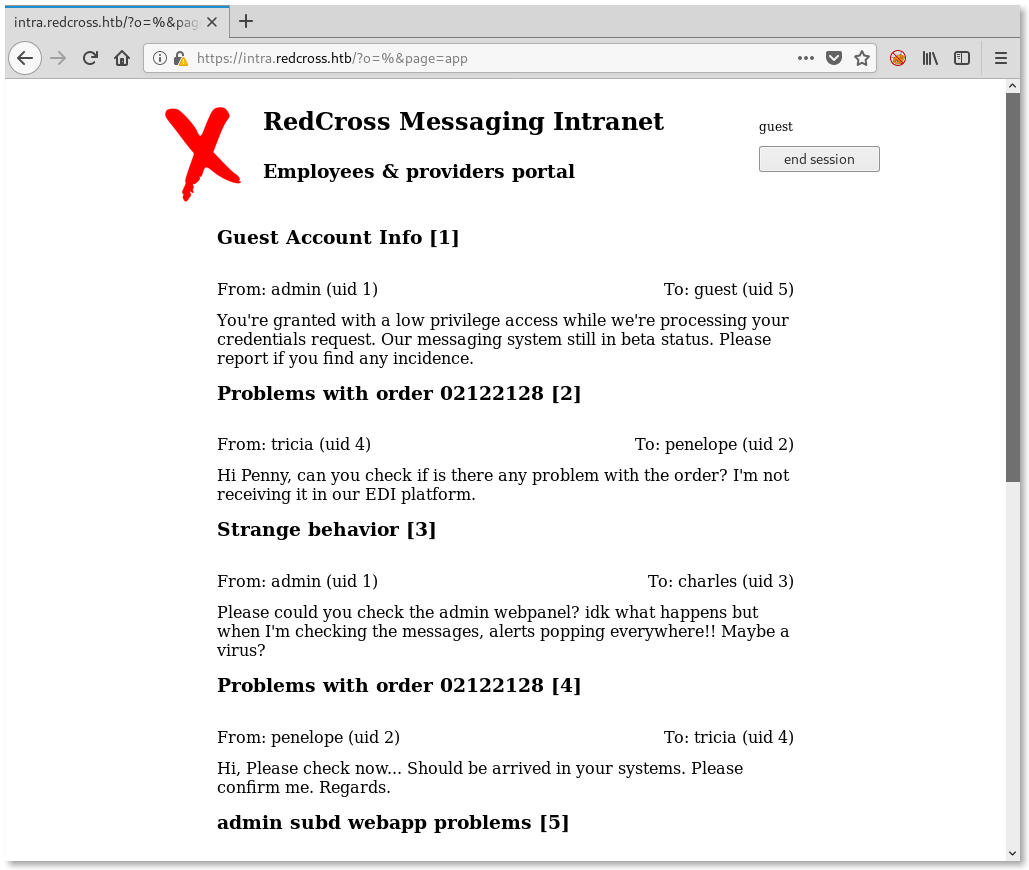 intra.redcross.htb/?o=%&pag
https://intra.redcross.htb/?o=%&page=app
RedCross Messaging Intranet
guest
end session
Employees & providers portal
Guest Account Info [1]
From: admin (uid 1) To: guest (uid 5)
You're granted with a low privilege access while we're processing your
credentials request. Our messaging system still in beta status. Please
report if you find any incidence.
Problems with order 02122128 [2]
From: tricia (uid 4) To: penelope (uid 2)
Hi Penny, can you check if is there any problem with the order? I'm not
receiving it in our EDI platform.
Strange behavior [3]
From: admin (uid 1) To: charles (uid 3)
Please could you check the admin webpanel? idk what happens but
when I'm checking the messages, alerts popping everywhere!! Maybe a
virus?
Problems with order 02122128 [4]
From: penelope (uid 2) To: tricia (uid 4)
Hi, Please check now... Should be arrived in your systems. Please
confirm me. Regards.
admin subd webapp problems [5]